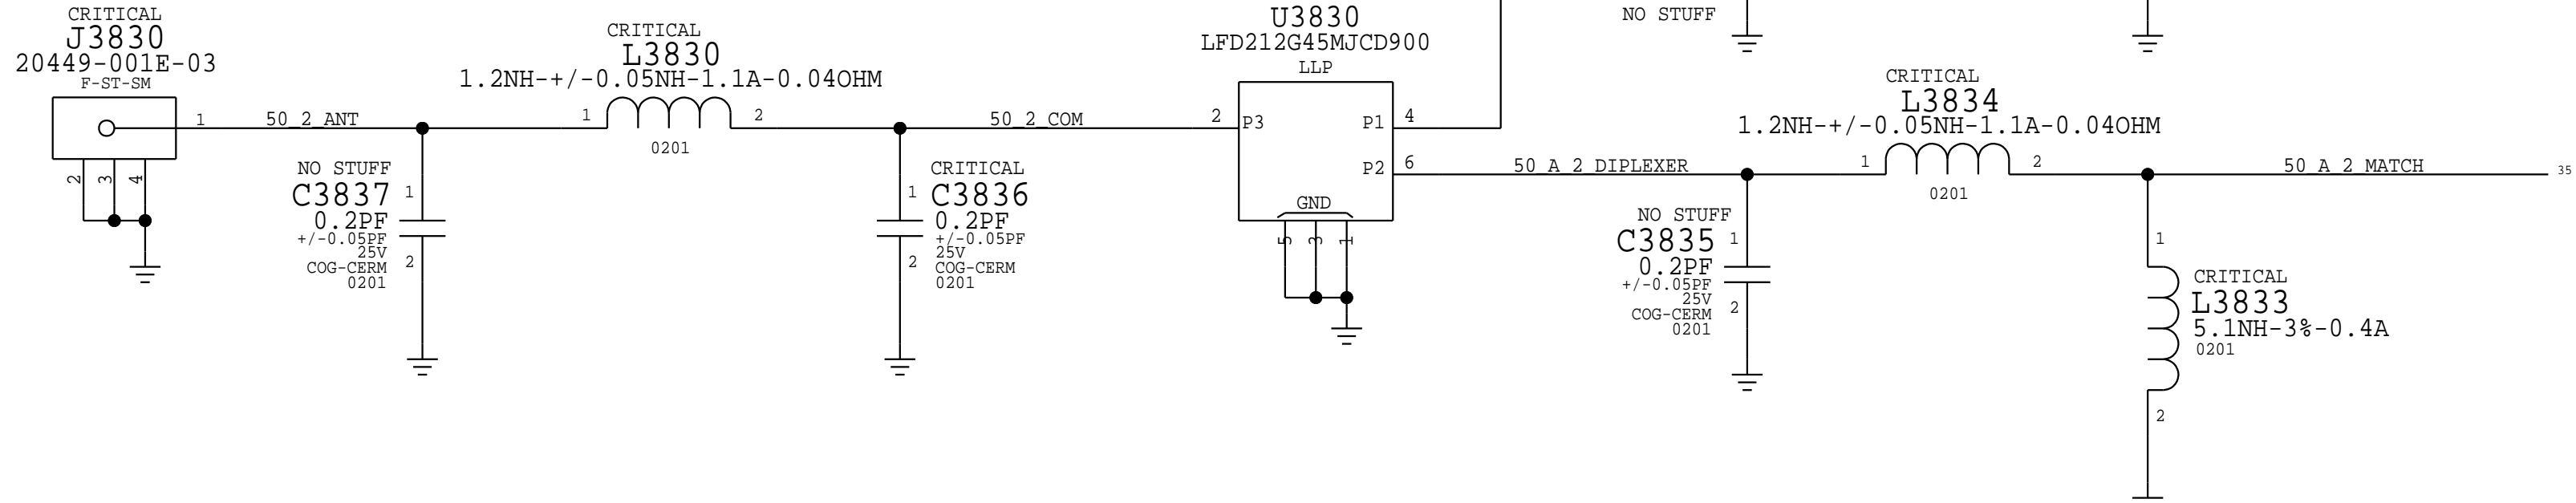 CRITICAL
J3830
20449-001E-03
F-ST-SM
1
2
3
4
50_2_ANT
NO STUFF
C3837
0.2PF
+/-0.05PF
25V
COG-CERM
0201
1
2
CRITICAL
L3830
1.2NH-+/-0.05NH-1.1A-0.04OHM
1
2
0201
CRITICAL
C3836
0.2PF
+/-0.05PF
25V
COG-CERM
0201
1
2
50_2_COM
U3830
LFD212G45MJCD900
LLP
2
P3
P1
4
P2
6
GND
5
3
1
NO STUFF
50_A_2_DIPLEXER
NO STUFF
C3835
0.2PF
+/-0.05PF
25V
COG-CERM
0201
1
2
CRITICAL
L3834
1.2NH-+/-0.05NH-1.1A-0.04OHM
1
2
0201
50_A_2_MATCH
35
1
CRITICAL
L3833
5.1NH-3%-0.4A
0201
2